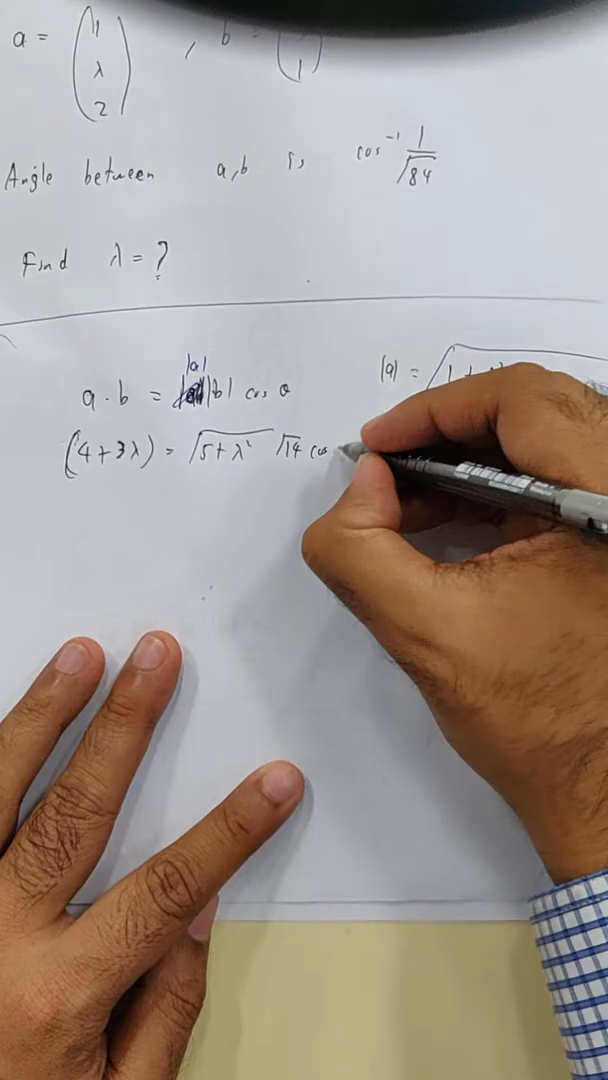 a = (1 λ 2) , b =
Angle between a,b is cos⁻¹ 1/√84
Find λ = ?
|a|
a . b = |b| cos θ |a| =
(4+3λ) = √5+λ² √14 cos